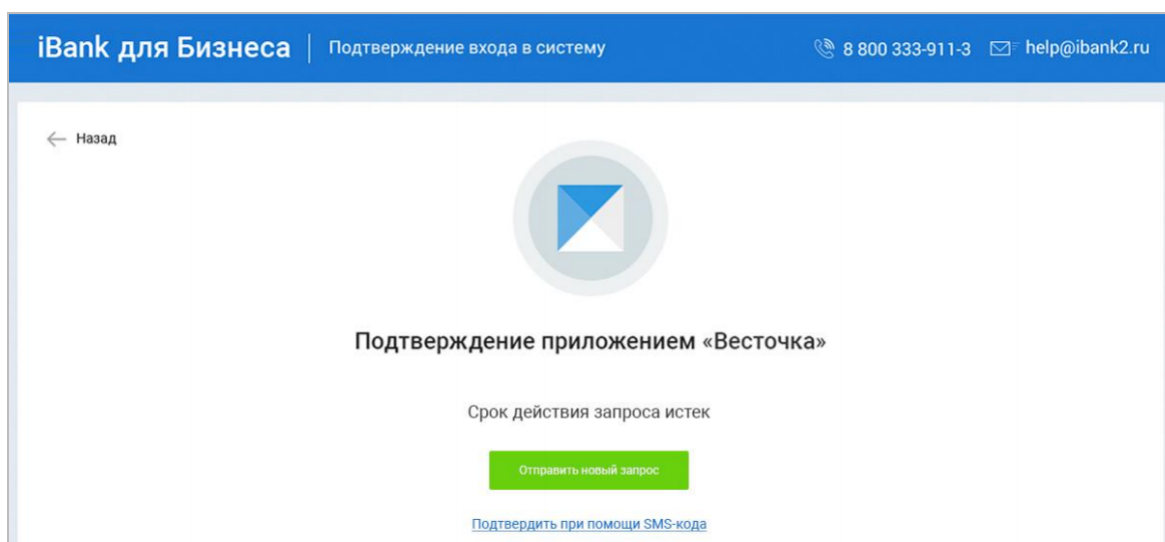 iBank для Бизнеса | Подтверждение входа в систему 8 800 333-911-3 help@ibank2.ru
Назад
Подтверждение приложением «Весточка»
Срок действия запроса истек
Отправить новый запрос
Подтвердить при помощи SMS-кода